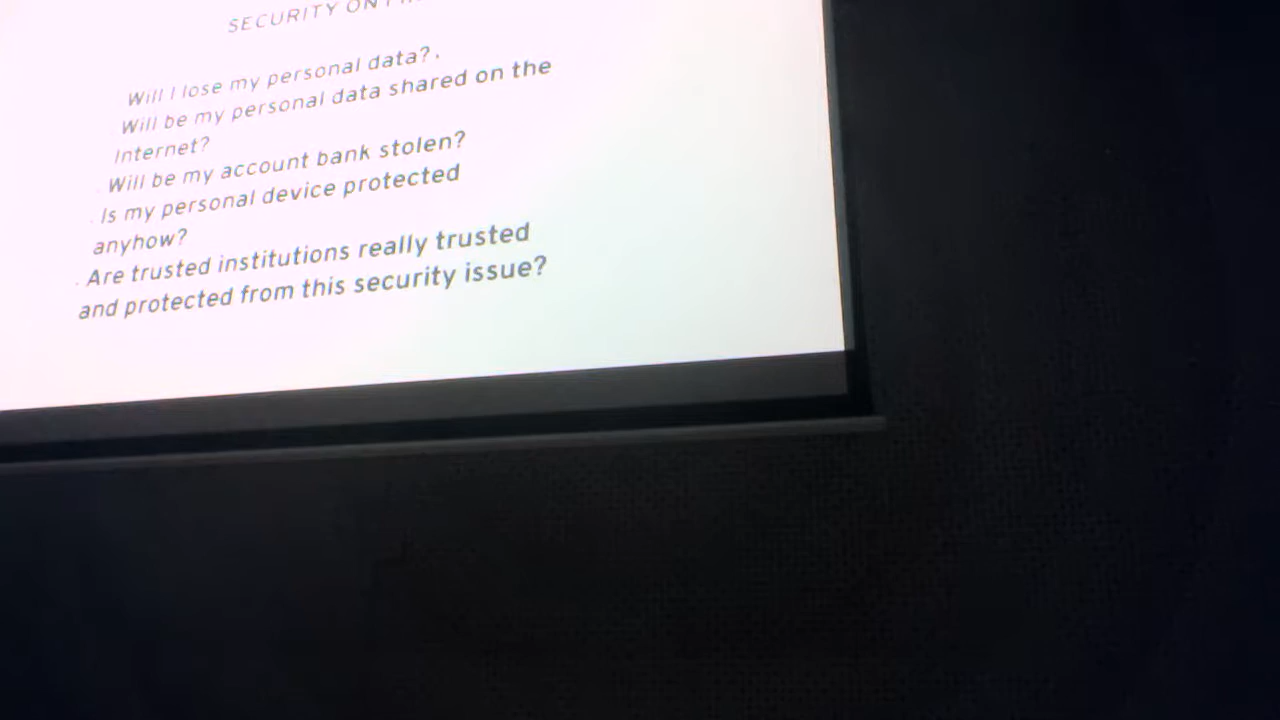 SECURITY ON
Will I lose my personal data?.
Will be my personal data shared on the
Internet?
. Will be my account bank stolen?
. Is my personal device protected
anyhow?
. Are trusted institutions really trusted
and protected from this security issue?